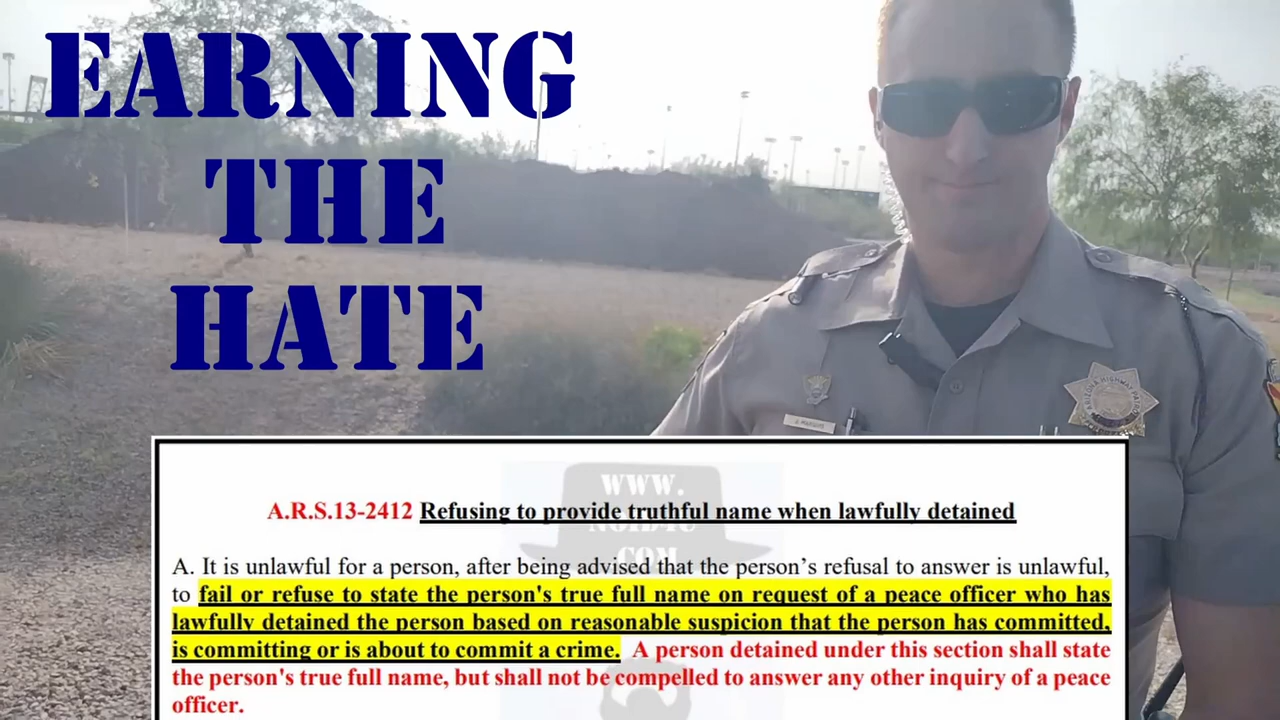 EARNING
THE
HATE
WWW.
COM
A.R.S.13-2412 Refusing to provide truthful name when lawfully detained
A. It is unlawful for a person, after being advised that the person's refusal to answer is unlawful,
to fail or refuse to state the person's true full name on request of a peace officer who has
lawfully detained the person based on reasonable suspicion that the person has committed,
is committing or is about to commit a crime. A person detained under this section shall state
the person's true full name, but shall not be compelled to answer any other inquiry of a peace
officer.